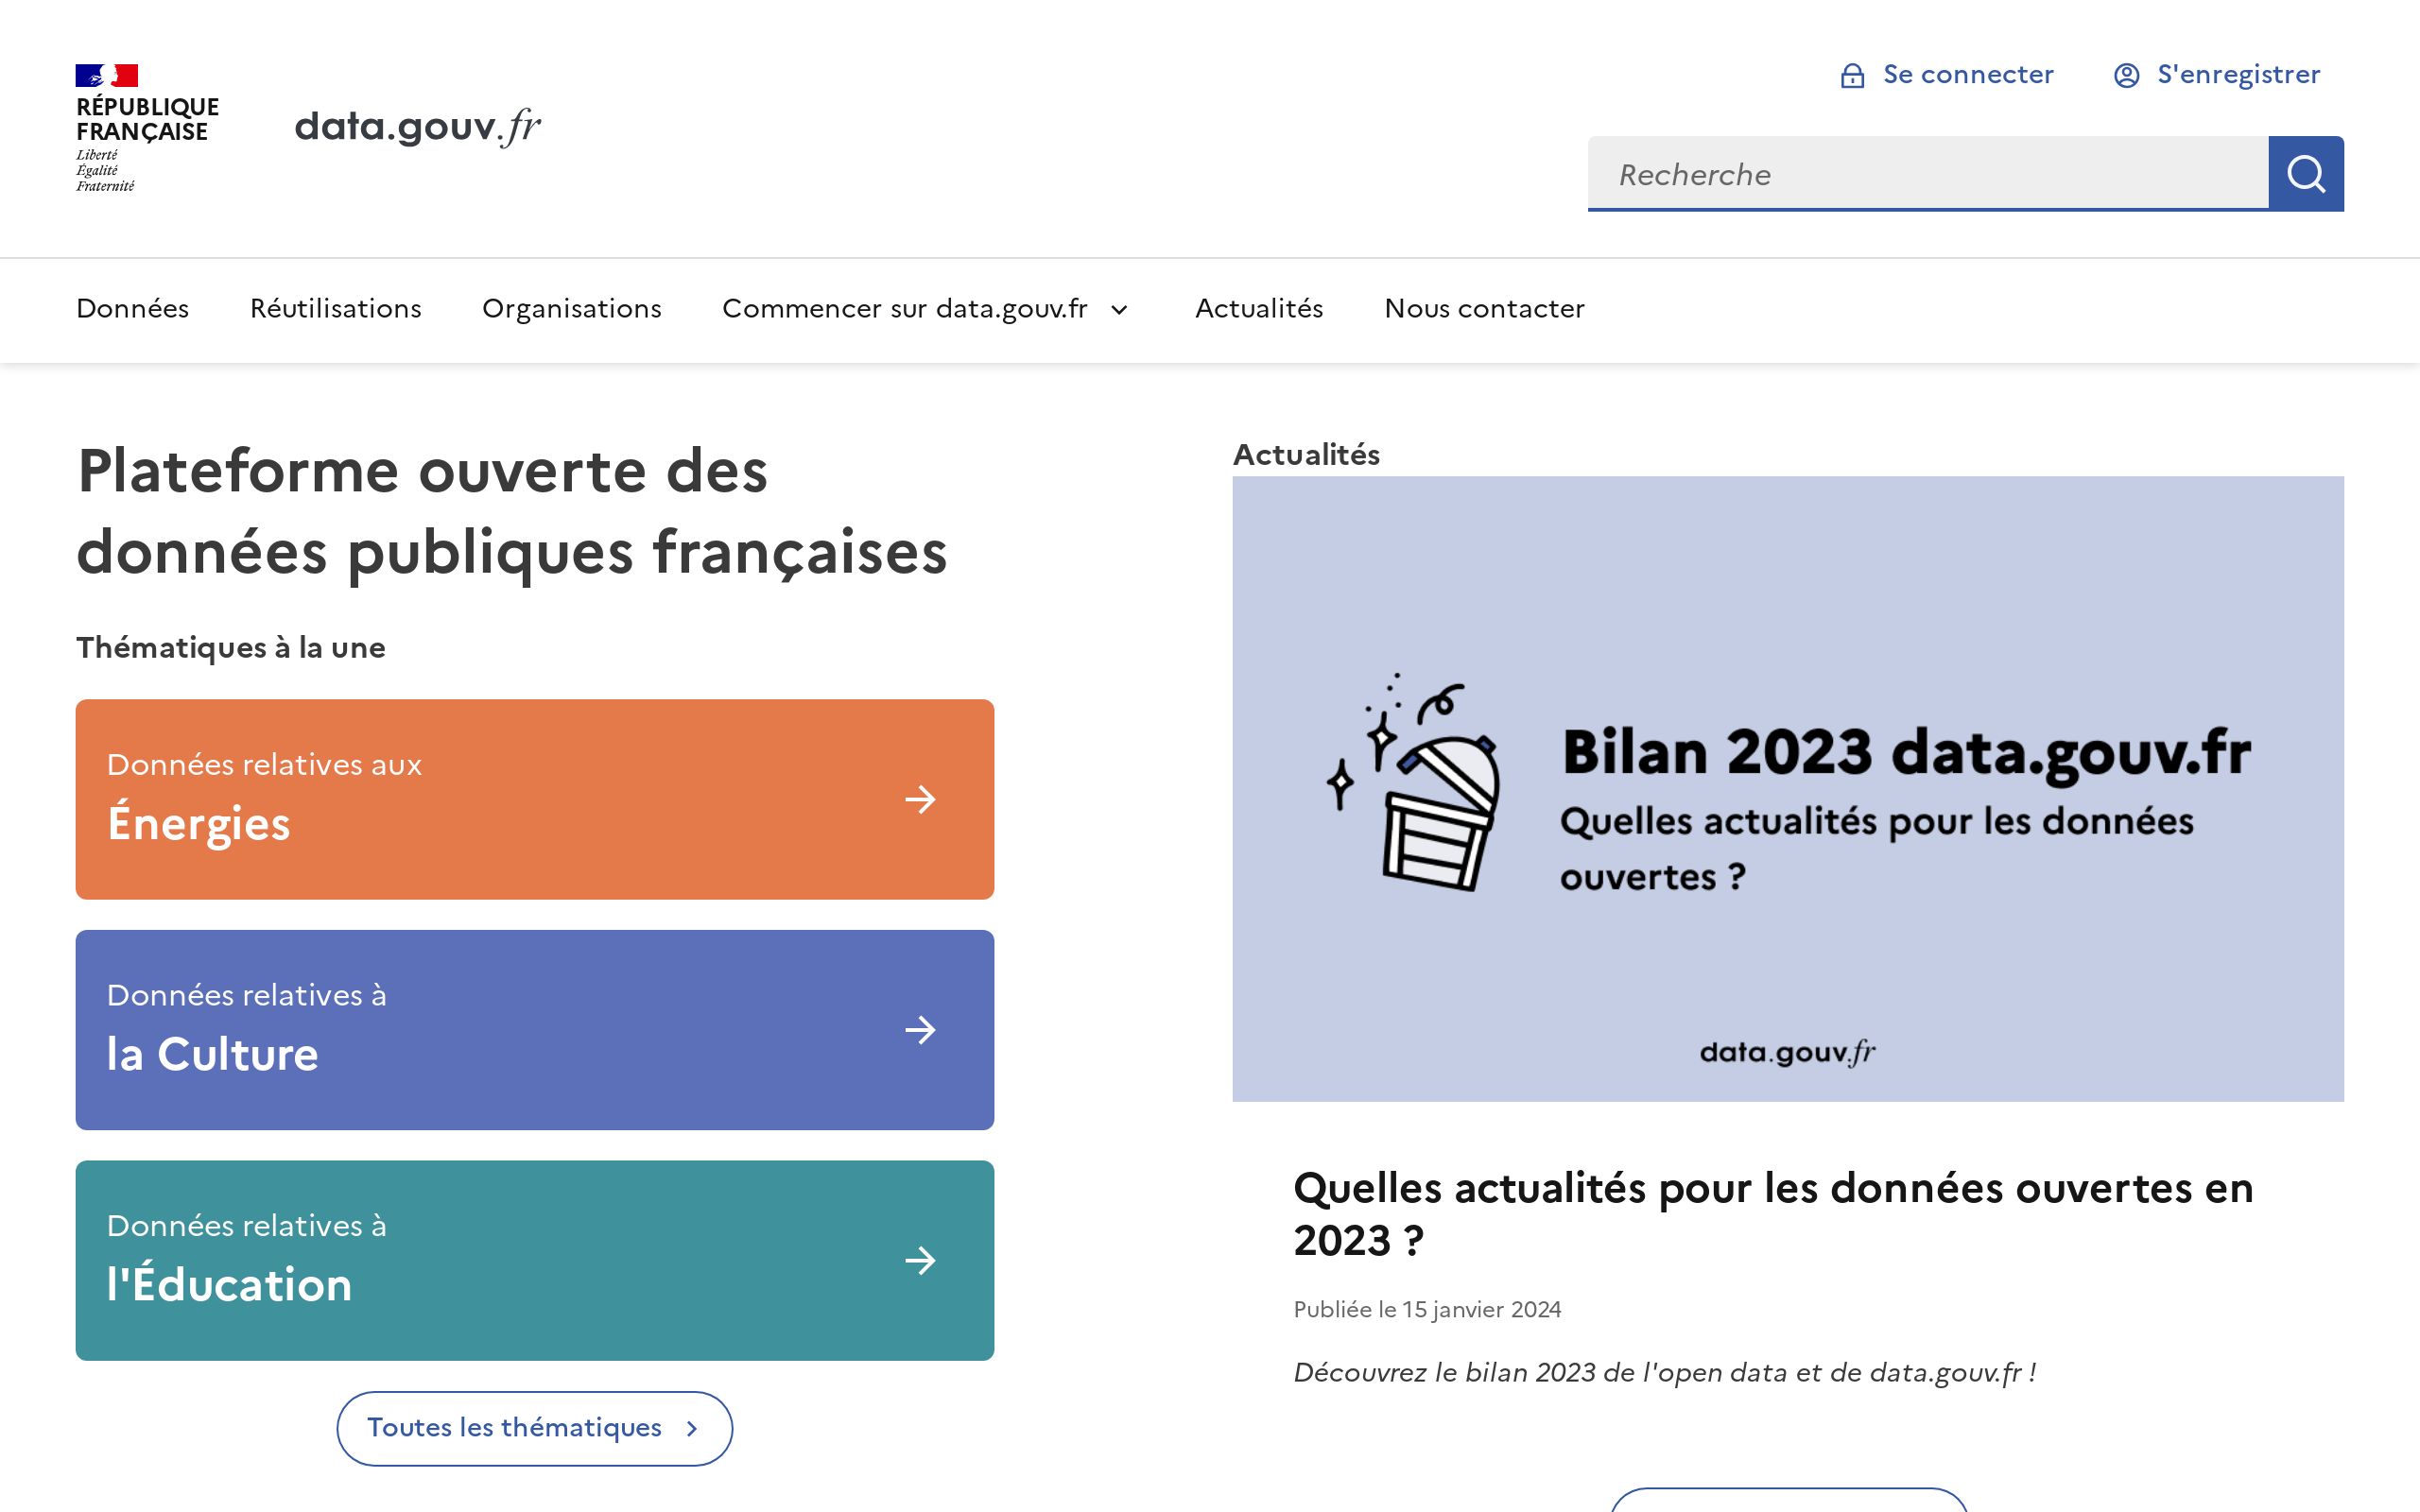 RÉPUBLIQUE
FRANÇAISE
Liberté
Égalité
Fraternité
data.gouv.fr
Se connecter
S'enregistrer
Recherche
Données
Réutilisations
Organisations
Commencer sur data.gouv.fr
Actualités
Nous contacter
Plateforme ouverte des
données publiques françaises
Thématiques à la une
Données relatives aux
Énergies
Données relatives à
la Culture
Données relatives à
l'Éducation
Toutes les thématiques
Actualités
Bilan 2023 data.gouv.fr
Quelles actualités pour les données
ouvertes ?
data.gouv.fr
Quelles actualités pour les données ouvertes en
2023 ?
Publiée le 15 janvier 2024
Découvrez le bilan 2023 de l'open data et de data.gouv.fr !